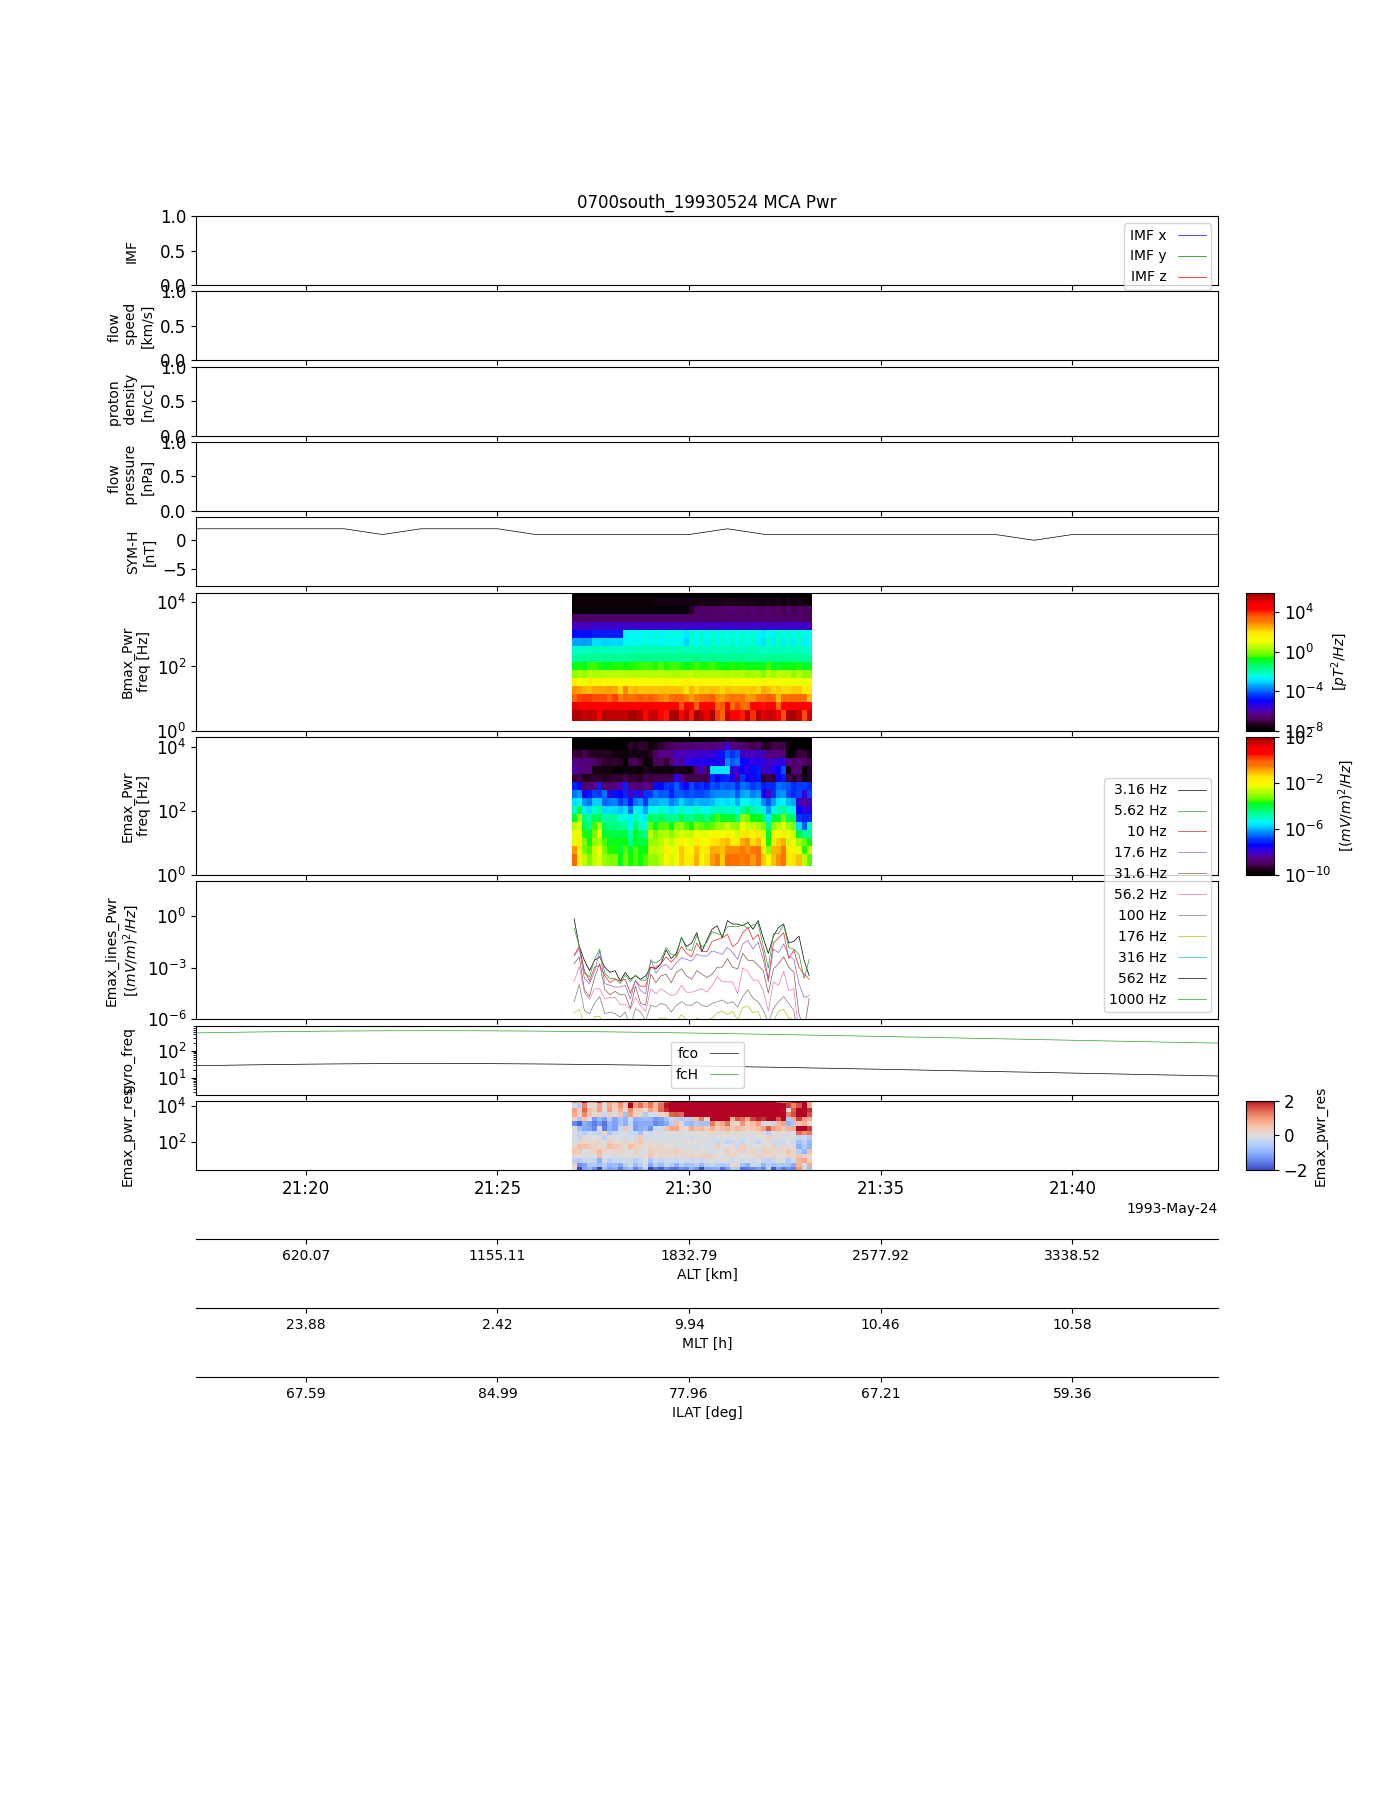 0700south_19930524 MCA Pwr
1.0
0.5
0.0
IMF
IMF x
IMF y
IMF z
1.0
0.5
0.0
flow
speed
[km/s]
1.0
0.5
0.0
proton
density
[n/cc]
1.0
0.5
0.0
flow
pressure
[nPa]
0
−5
SYM-H
[nT]
10^4
10^2
10^0
Bmax_Pwr
freq [Hz]
10^4
10^0
10^−4
10^−8
[pT^2/Hz]
10^4
10^2
10^0
Emax_Pwr
freq [Hz]
10^2
10^−2
10^−6
10^−10
[(mV/m)^2/Hz]
3.16 Hz
5.62 Hz
10 Hz
17.6 Hz
31.6 Hz
56.2 Hz
100 Hz
176 Hz
316 Hz
562 Hz
1000 Hz
10^0
10^−3
10^−6
Emax_lines_Pwr
[(mV/m)^2/Hz]
10^2
10^1
gyro_freq
fco
fcH
10^4
10^2
Emax_pwr_res
2
0
−2
Emax_pwr_res
21:20 21:25 21:30 21:35 21:40
1993-May-24
620.07 1155.11 1832.79 2577.92 3338.52
ALT [km]
23.88 2.42 9.94 10.46 10.58
MLT [h]
67.59 84.99 77.96 67.21 59.36
ILAT [deg]